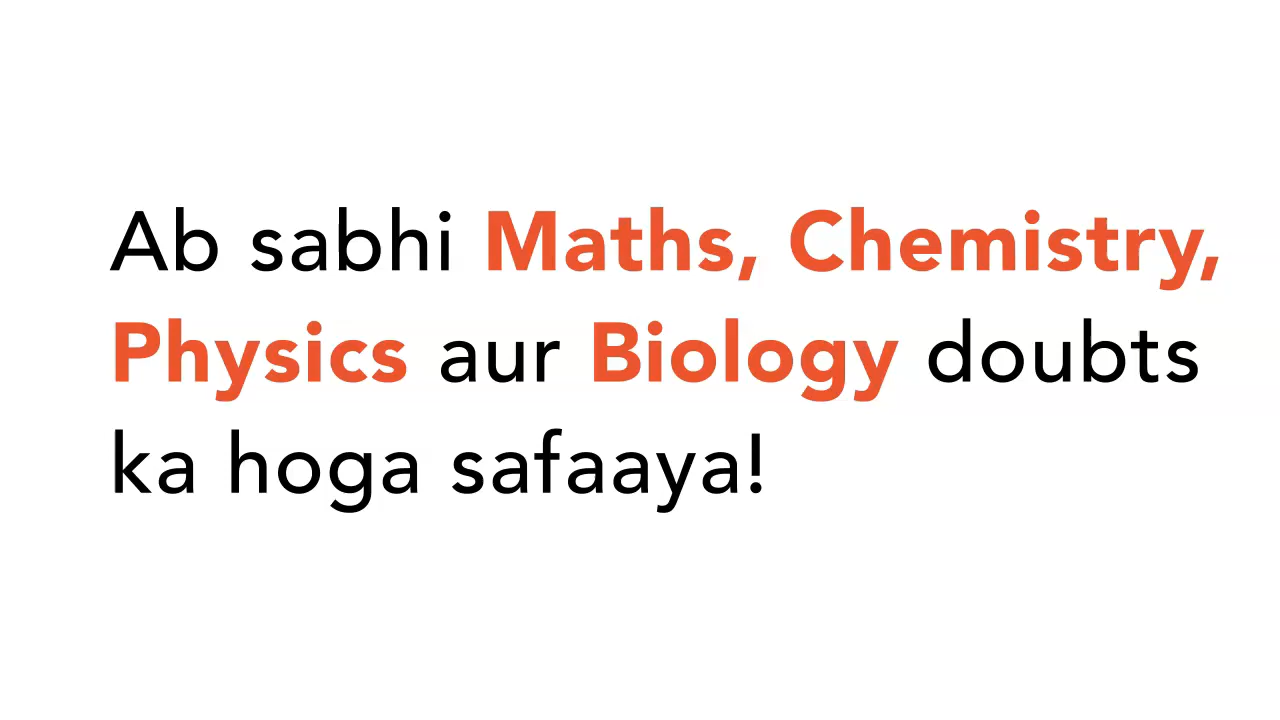 Ab sabhi Maths, Chemistry,
Physics aur Biology doubts
ka hoga safaaya!